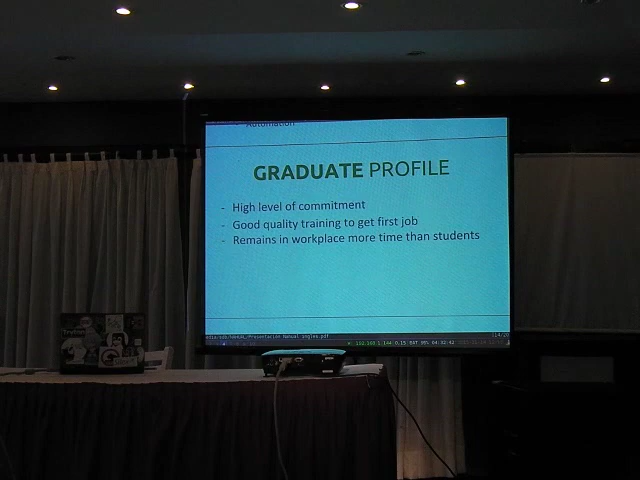 Automation
GRADUATE PROFILE
- High level of commitment
- Good quality training to get first job
- Remains in workplace more time than students